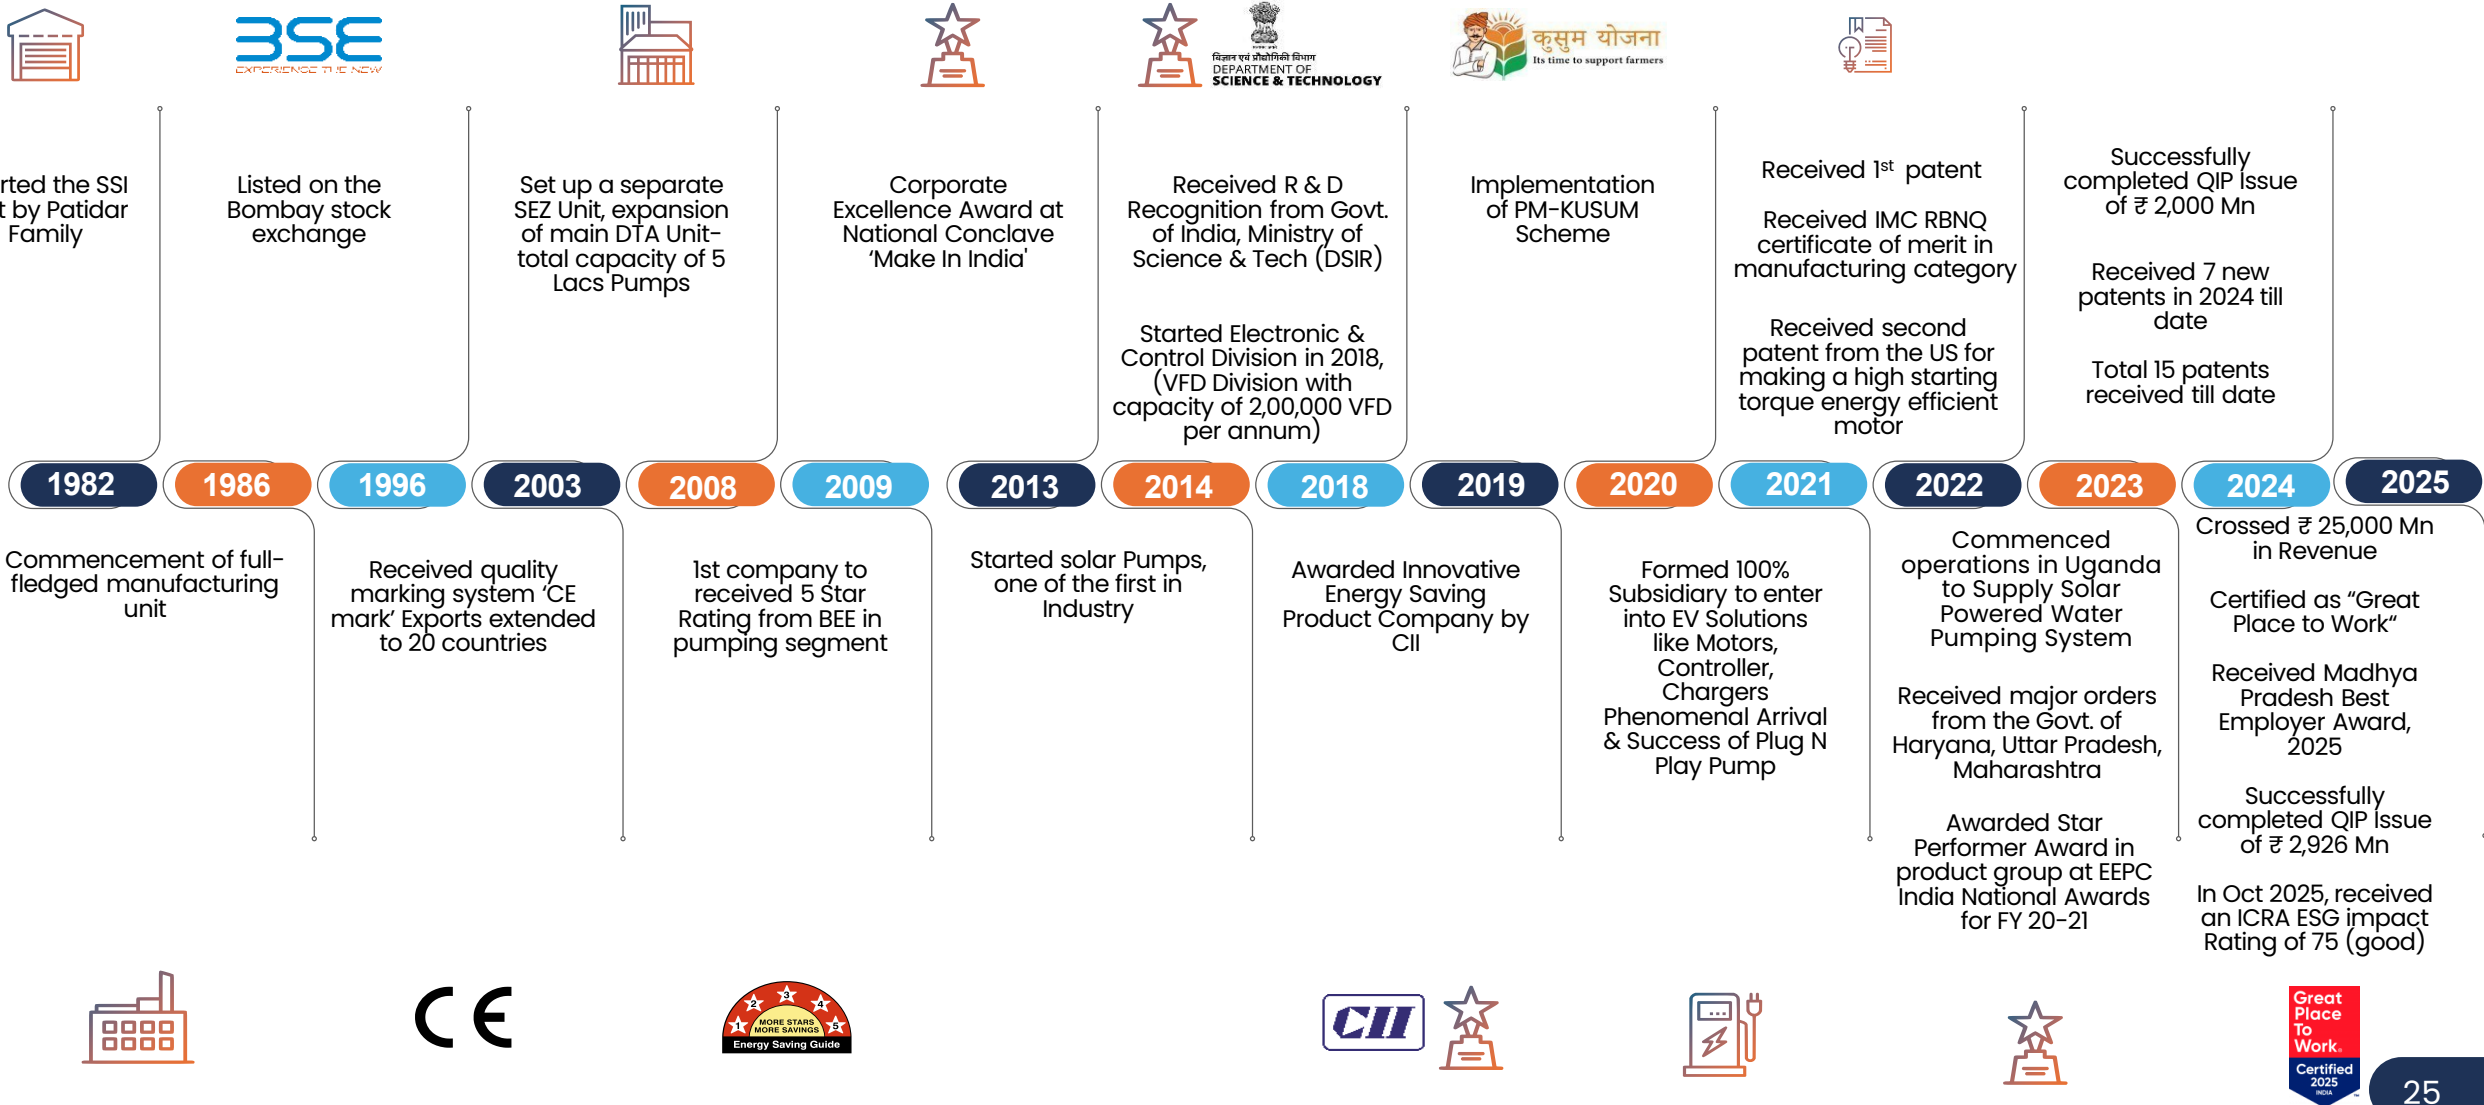 BSE
EXPERIENCE THE NEW
विज्ञान एवं प्रौद्योगिकी विभाग
DEPARTMENT OF
SCIENCE & TECHNOLOGY
कुसुम योजना
Its time to support farmers
rted the SSI
t by Patidar
Family
Listed on the
Bombay stock
exchange
Set up a separate
SEZ Unit, expansion
of main DTA Unit-
total capacity of 5
Lacs Pumps
Corporate
Excellence Award at
National Conclave
‘Make In India'
Received R & D
Recognition from Govt.
of India, Ministry of
Science & Tech (DSIR)
Started Electronic &
Control Division in 2018,
(VFD Division with
capacity of 2,00,000 VFD
per annum)
Implementation
of PM-KUSUM
Scheme
Received 1st patent
Received IMC RBNQ
certificate of merit in
manufacturing category
Received second
patent from the US for
making a high starting
torque energy efficient
motor
Successfully
completed QIP Issue
of ₹ 2,000 Mn
Received 7 new
patents in 2024 till
date
Total 15 patents
received till date
1982 1986 1996 2003 2008 2009 2013 2014 2018 2019 2020 2021 2022 2023 2024 2025
Commencement of full-
fledged manufacturing
unit
Received quality
marking system ‘CE
mark’ Exports extended
to 20 countries
1st company to
received 5 Star
Rating from BEE in
pumping segment
Started solar Pumps,
one of the first in
Industry
Awarded Innovative
Energy Saving
Product Company by
CII
Formed 100%
Subsidiary to enter
into EV Solutions
like Motors,
Controller,
Chargers
Phenomenal Arrival
& Success of Plug N
Play Pump
Commenced
operations in Uganda
to Supply Solar
Powered Water
Pumping System
Received major orders
from the Govt. of
Haryana, Uttar Pradesh,
Maharashtra
Awarded Star
Performer Award in
product group at EEPC
India National Awards
for FY 20-21
Crossed ₹ 25,000 Mn
in Revenue
Certified as “Great
Place to Work“
Received Madhya
Pradesh Best
Employer Award,
2025
Successfully
completed QIP Issue
of ₹ 2,926 Mn
In Oct 2025, received
an ICRA ESG impact
Rating of 75 (good)
CE
1 2 3 4 5
MORE STARS
MORE SAVINGS
Energy Saving Guide
CII
Great
Place
To
Work.
Certified
2025
INDIA
25